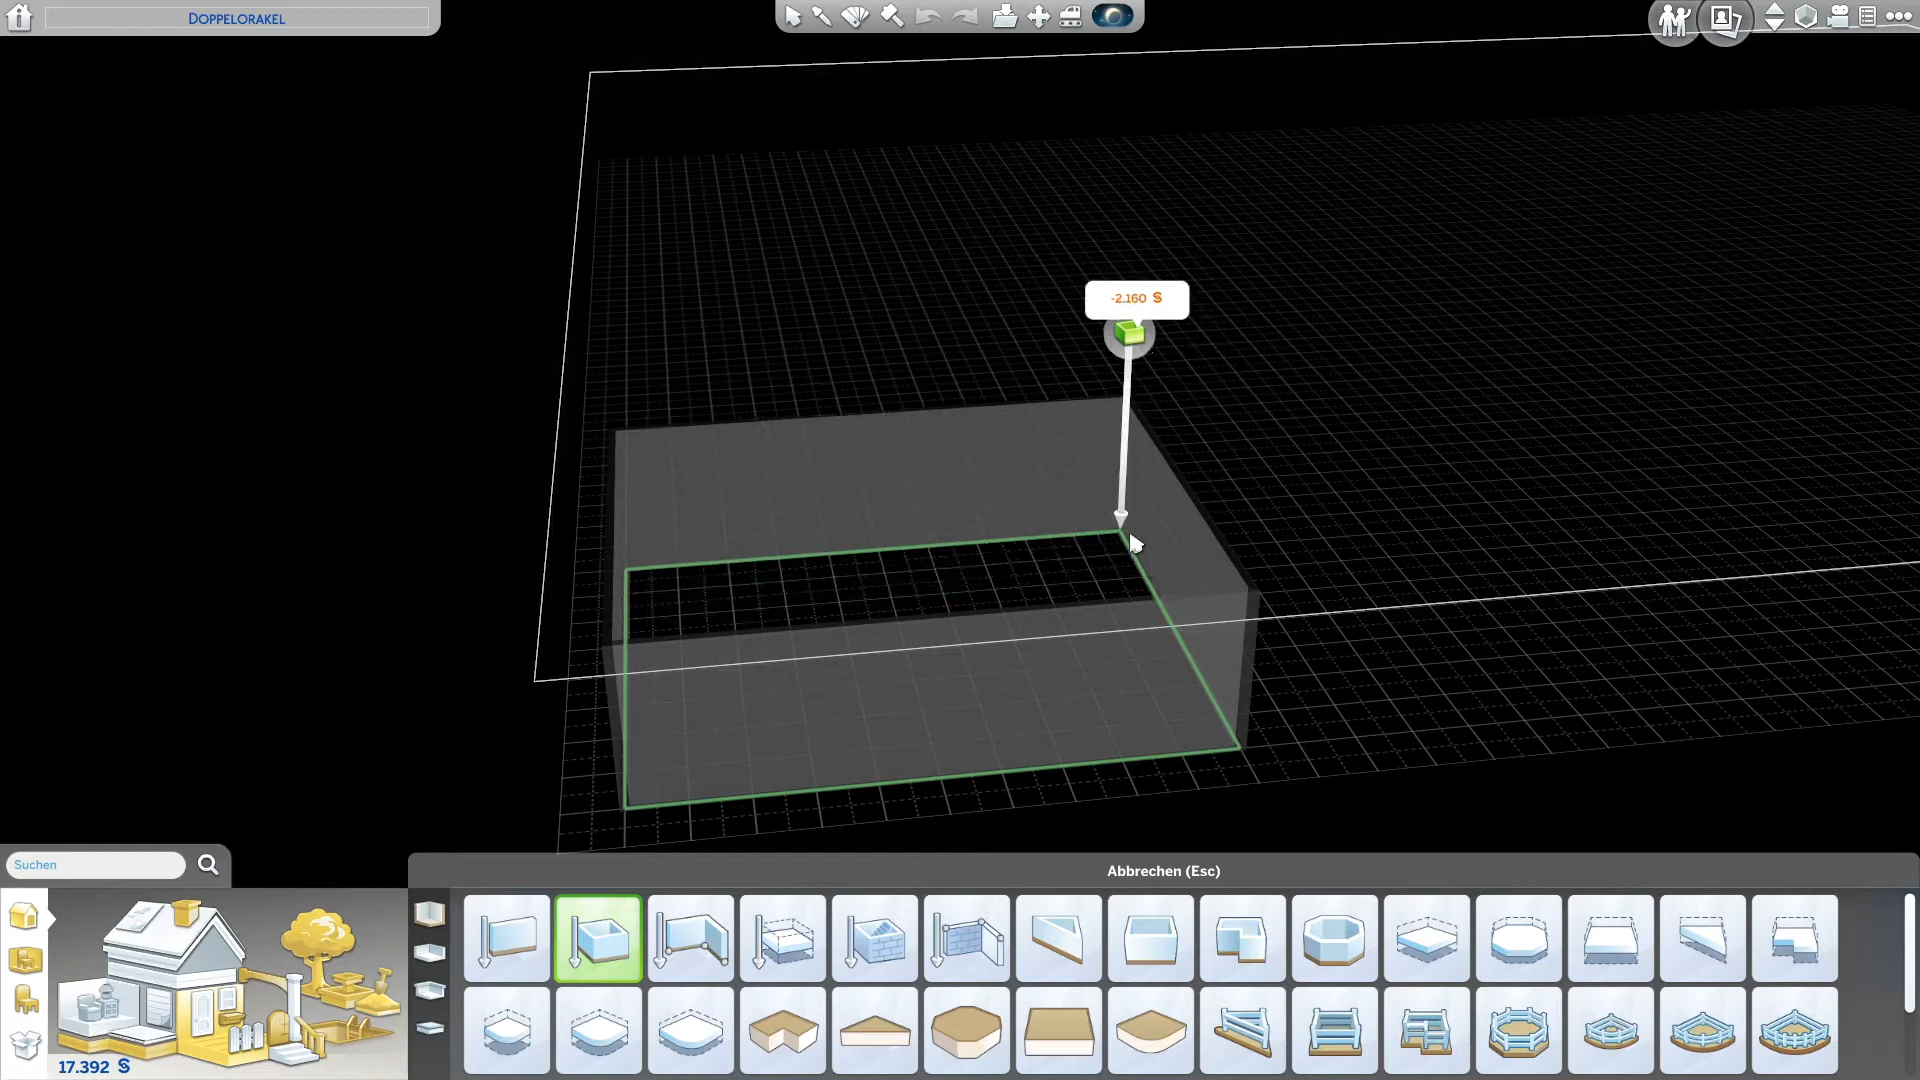 DOPPELORAKEL
-2.160 $
Suchen
Abbrechen (Esc)
17.392 $